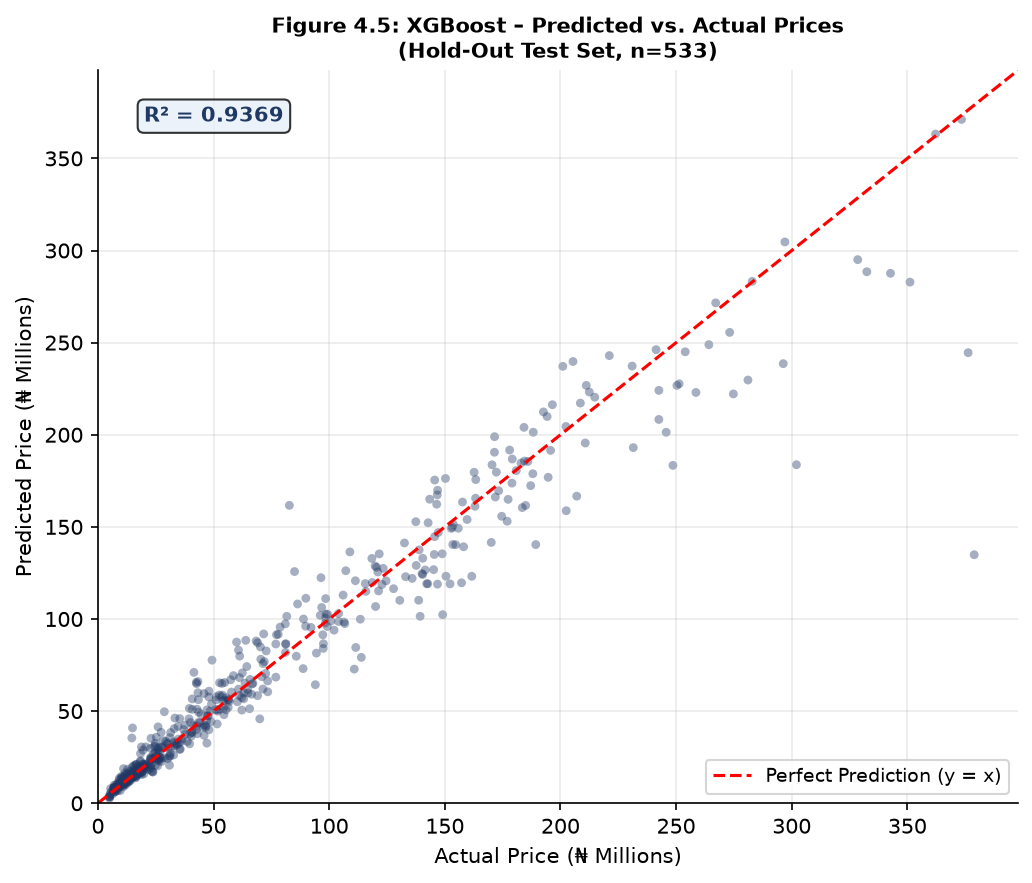 Figure 4.5: XGBoost – Predicted vs. Actual Prices
(Hold-Out Test Set, n=533)
R² = 0.9369
Predicted Price (₦ Millions)
350
300
250
200
150
100
50
0
Perfect Prediction (y = x)
0 50 100 150 200 250 300 350
Actual Price (₦ Millions)